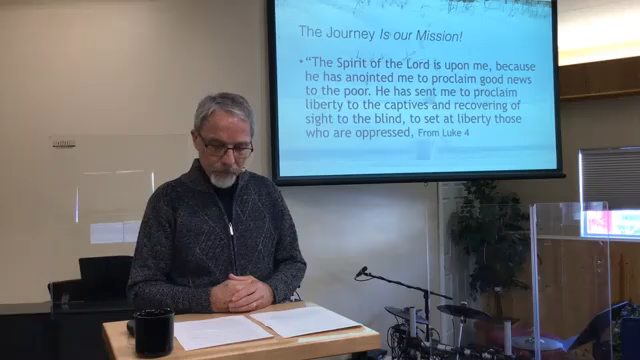 The Journey Is our Mission!
• “The Spirit of the Lord is upon me, because
he has anointed me to proclaim good news
to the poor. He has sent me to proclaim
liberty to the captives and recovering of
sight to the blind, to set at liberty those
who are oppressed, From Luke 4